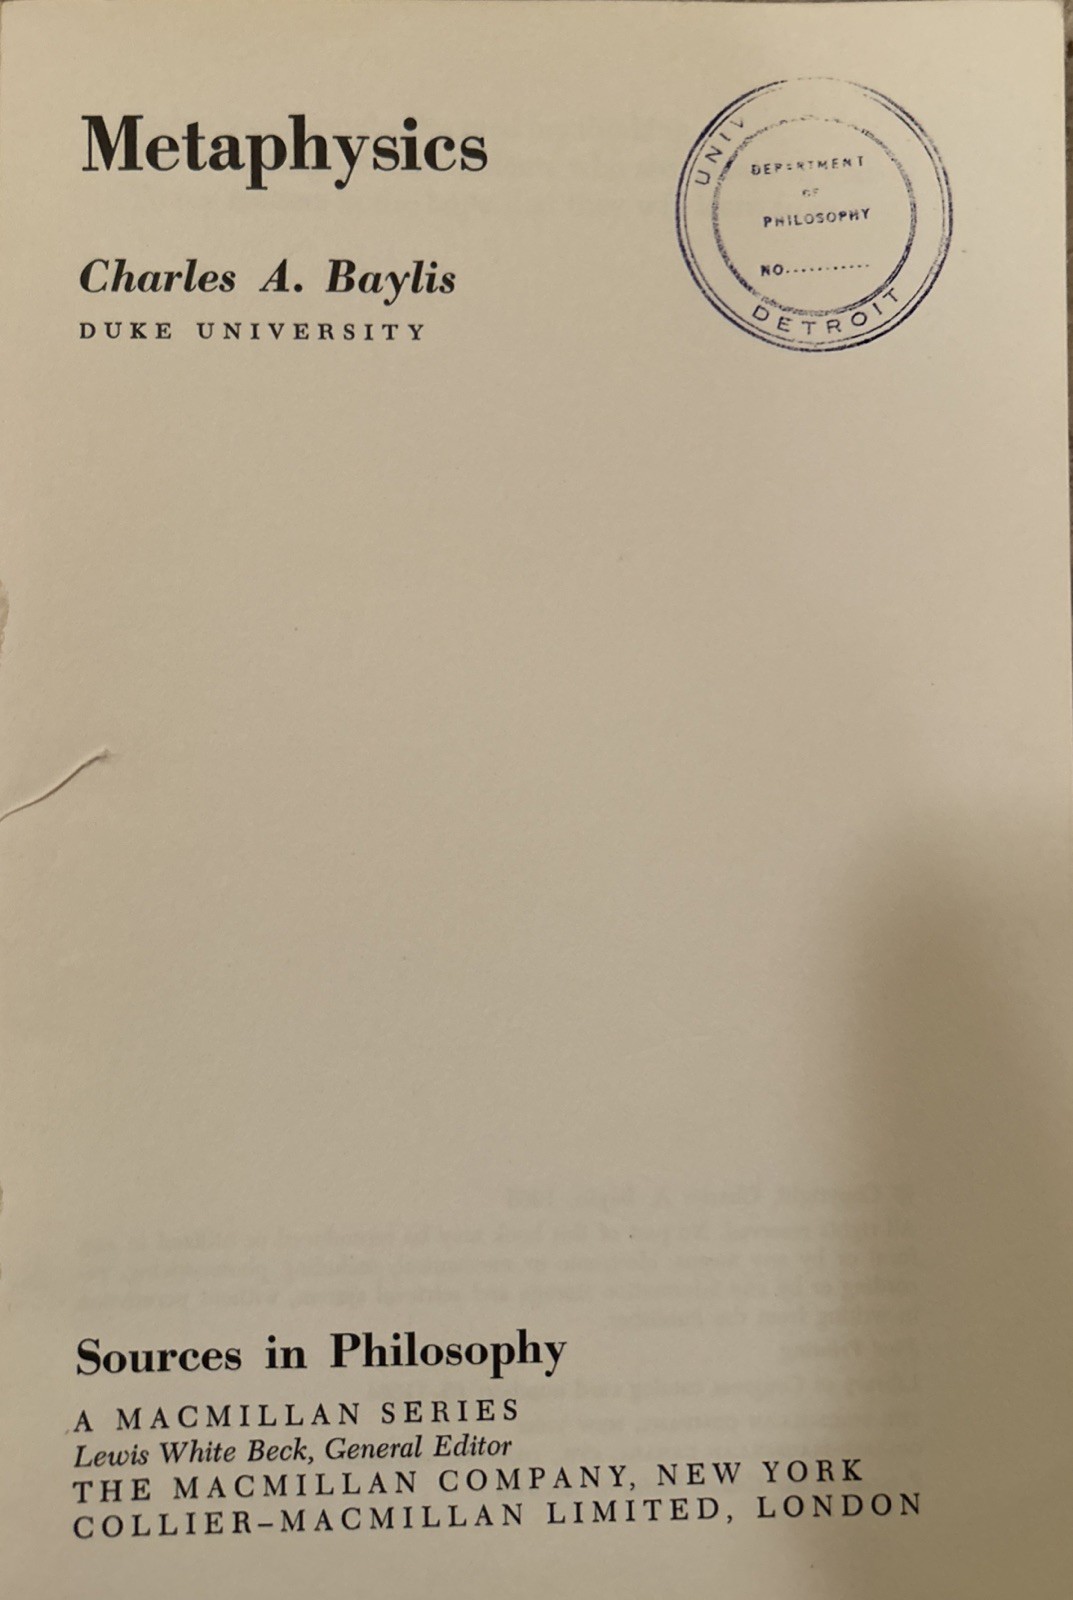 Metaphysics
Charles A. Baylis
DUKE UNIVERSITY
UNIV
DEPARTMENT
OF
PHILOSOPHY
NO...........
DETROIT
Sources in Philosophy
A MACMILLAN SERIES
Lewis White Beck, General Editor
THE MACMILLAN COMPANY, NEW YORK
COLLIER–MACMILLAN LIMITED, LONDON